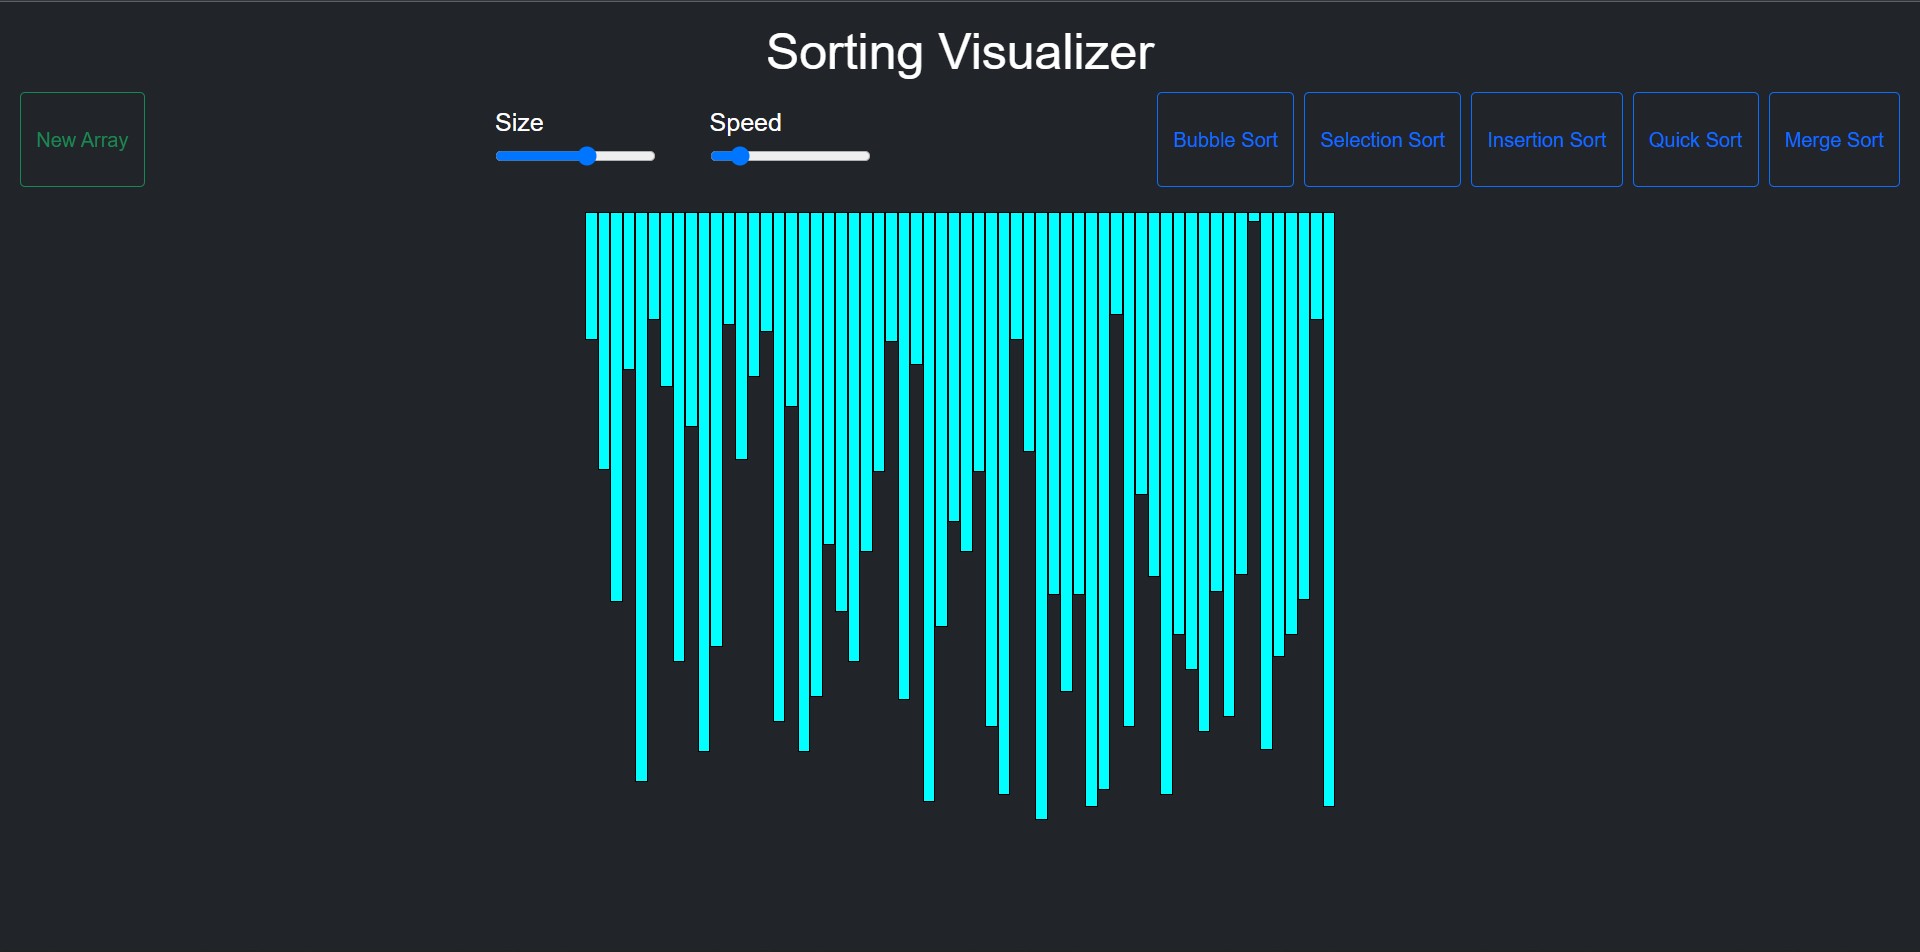 Sorting Visualizer
New Array
Size
Speed
Bubble Sort
Selection Sort
Insertion Sort
Quick Sort
Merge Sort